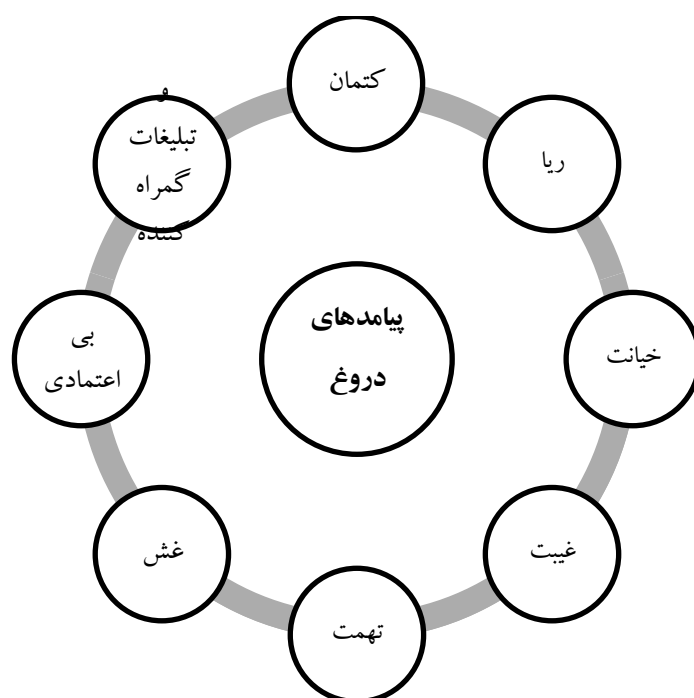 پیامدهای
دروغ
کتمان
ریا
خیانت
غیبت
تهمت
غش
بی
اعتمادی
و
تبلیغات
گمراه
کننده